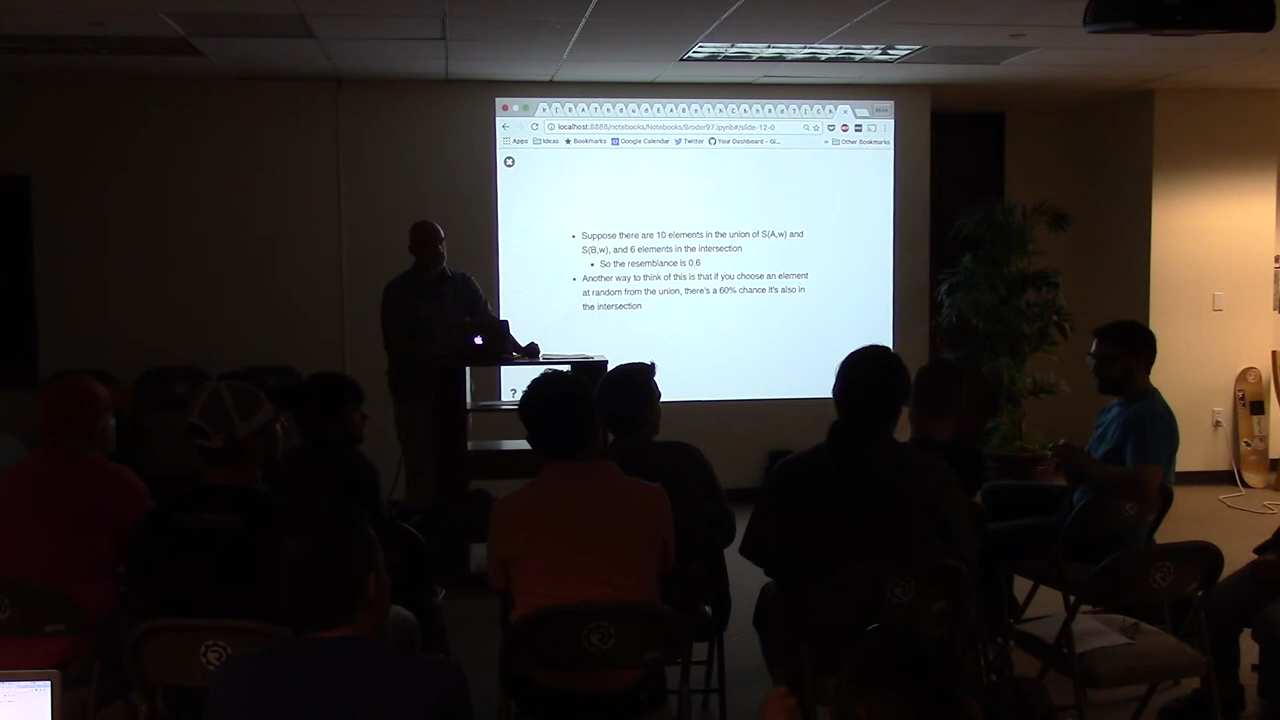 localhost:8888/notebooks/Notebooks/Broder97.ipynb#/slide-12-0
Apps Ideas Bookmarks Google Calendar Twitter Your Dashboard - Gi... » Other Bookmarks
• Suppose there are 10 elements in the union of S(A,w) and
S(B,w), and 6 elements in the intersection
• So the resemblance is 0.6
• Another way to think of this is that if you choose an element
at random from the union, there's a 60% chance it's also in
the intersection
?